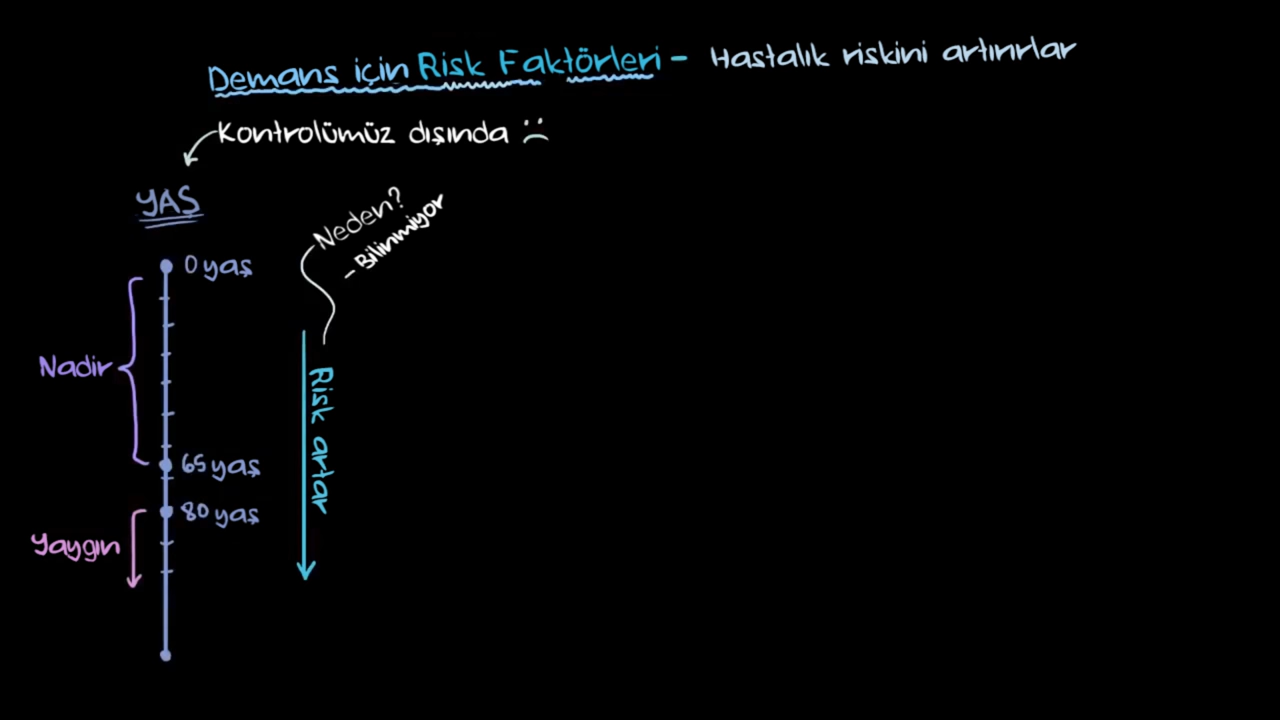 Demans için Risk Faktörleri - Hastalık riskini artırırlar
Kontrolümüz dışında
YAŞ
Neden?
- Bilinmiyor
0 yaş
Nadir
Risk artar
65 yaş
80 yaş
Yaygın